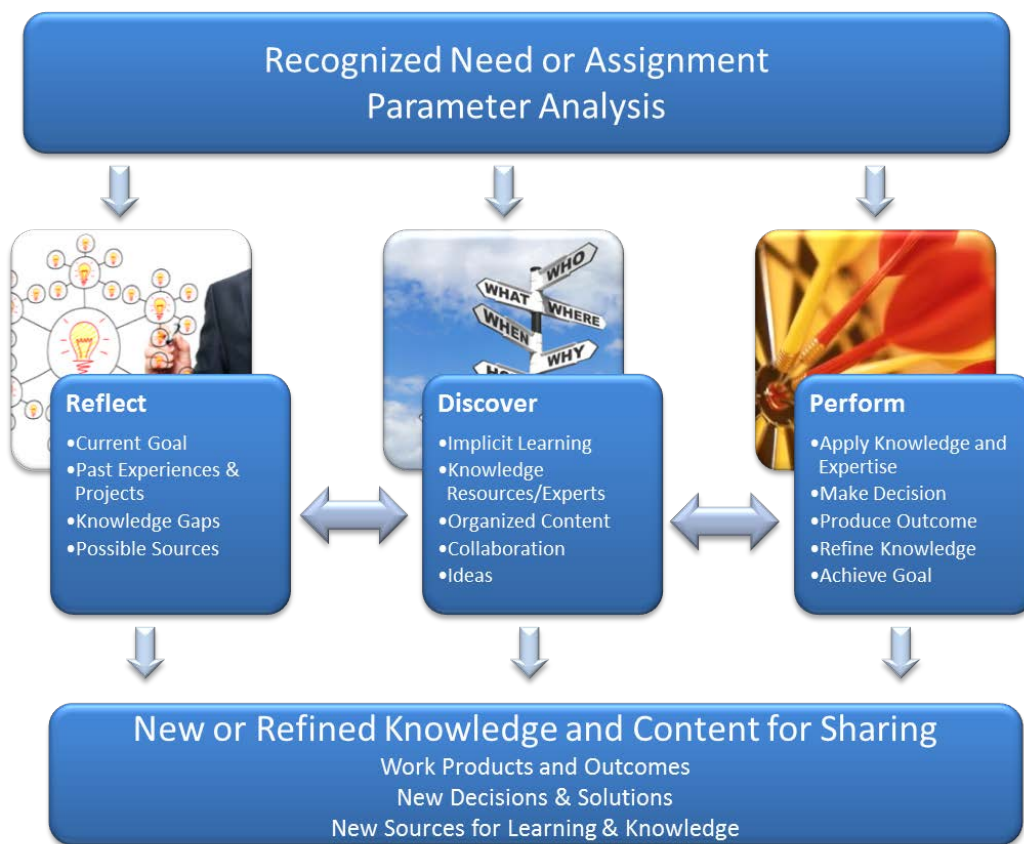 Recognized Need or Assignment
Parameter Analysis
WHO
WHAT
WHERE
WHEN
WHY
Reflect
•Current Goal
•Past Experiences &
Projects
•Knowledge Gaps
•Possible Sources
Discover
•Implicit Learning
•Knowledge
Resources/Experts
•Organized Content
•Collaboration
•Ideas
Perform
•Apply Knowledge and
Expertise
•Make Decision
•Produce Outcome
•Refine Knowledge
•Achieve Goal
New or Refined Knowledge and Content for Sharing
Work Products and Outcomes
New Decisions & Solutions
New Sources for Learning & Knowledge